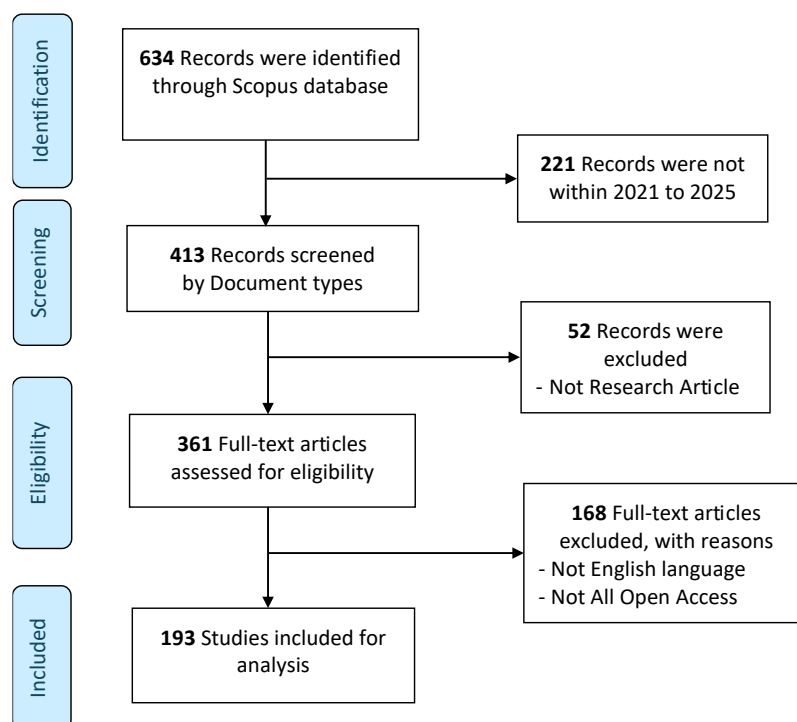 Identification
634 Records were identified
through Scopus database
221 Records were not
within 2021 to 2025
Screening
413 Records screened
by Document types
52 Records were
excluded
- Not Research Article
Eligibility
361 Full-text articles
assessed for eligibility
168 Full-text articles
excluded, with reasons
- Not English language
- Not All Open Access
Included
193 Studies included for
analysis